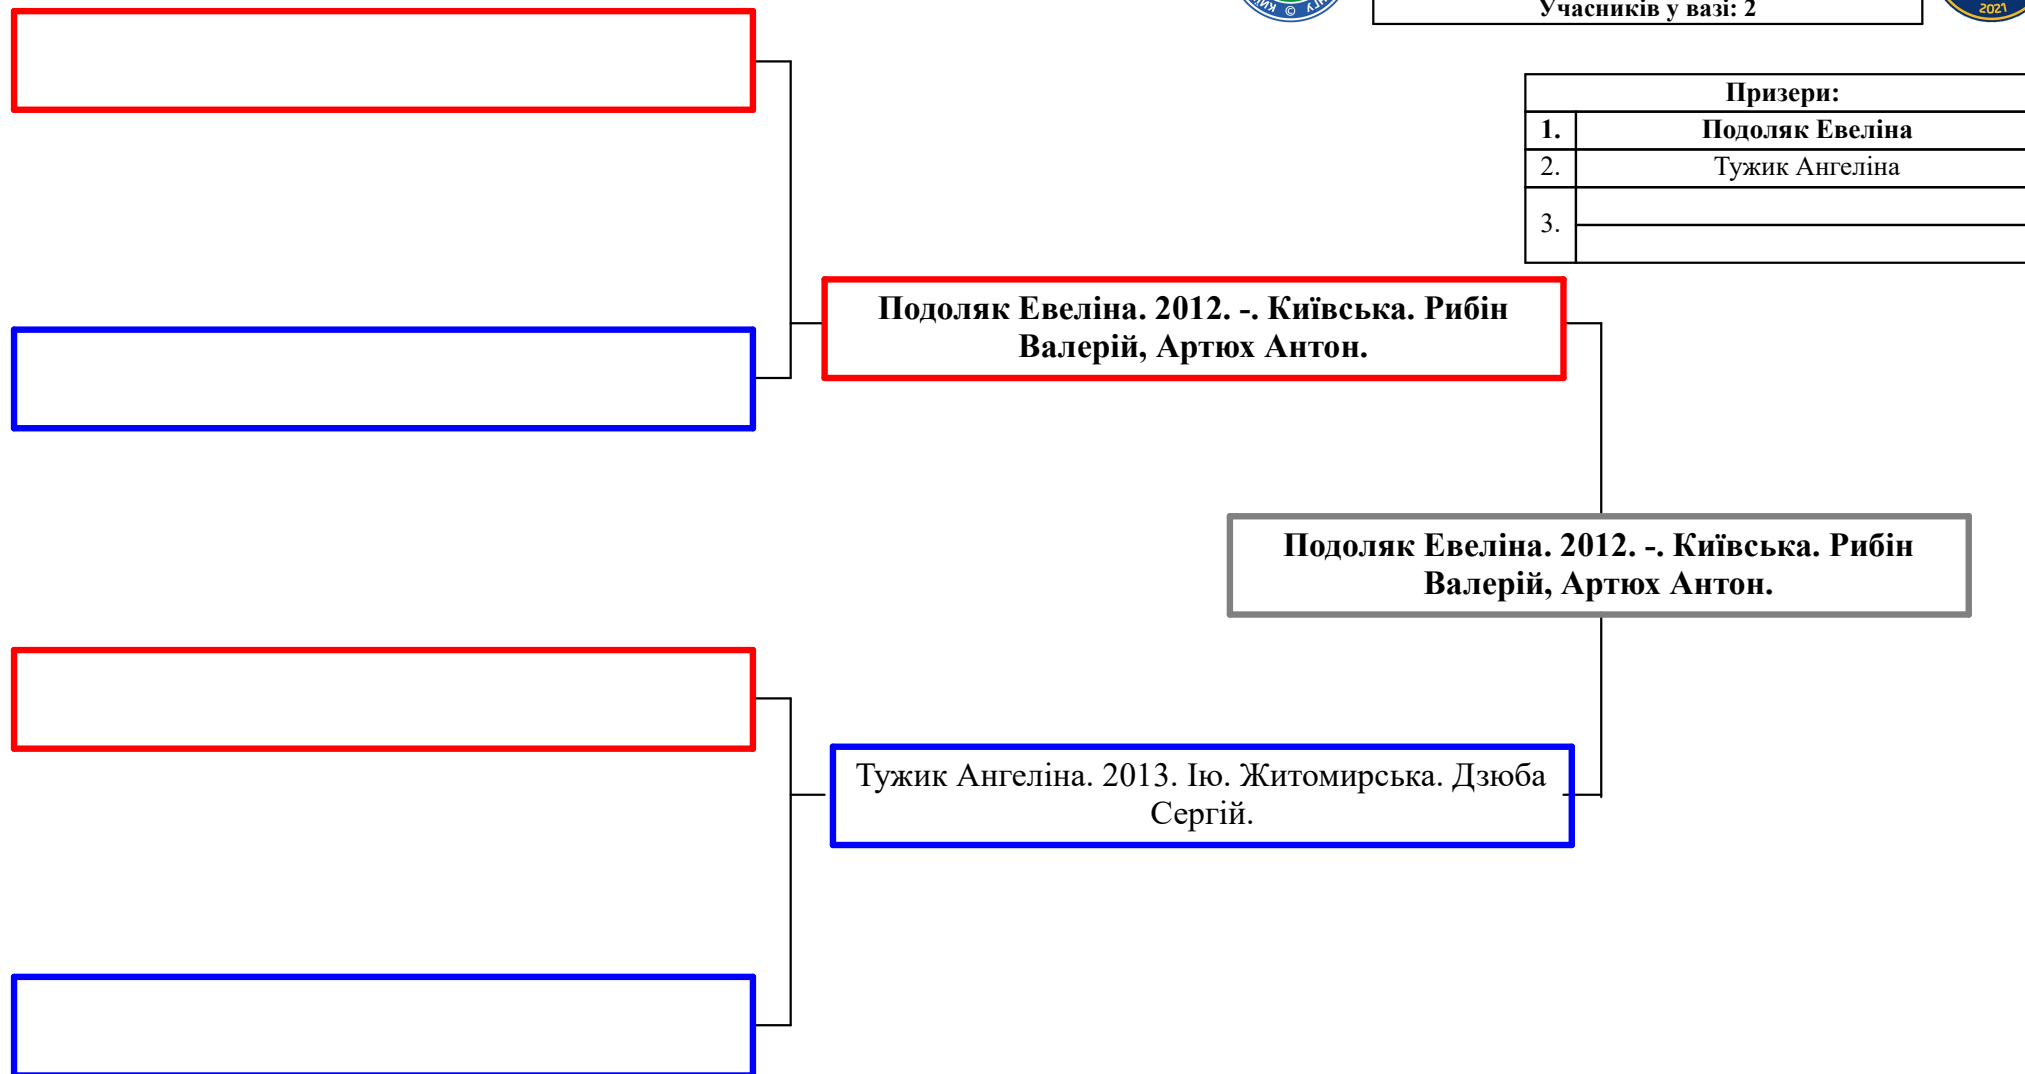 Учасників у вазі: 2
2021
Призери:
1. Подоляк Евеліна
2. Тужик Ангеліна
3.
Подоляк Евеліна. 2012. -. Київська. Рибін
Валерій, Артюх Антон.
Подоляк Евеліна. 2012. -. Київська. Рибін
Валерій, Артюх Антон.
Тужик Ангеліна. 2013. Ію. Житомирська. Дзюба
Сергій.